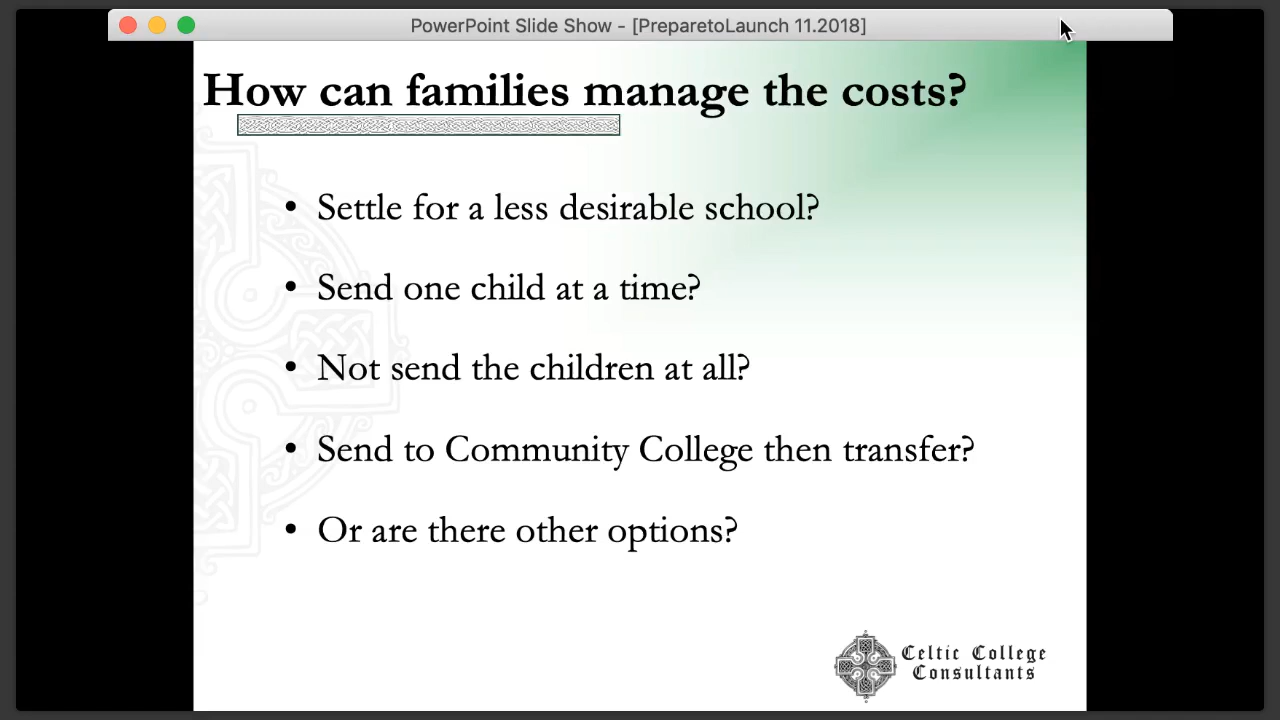 PowerPoint Slide Show - [PreparetoLaunch 11.2018]
How can families manage the costs?
• Settle for a less desirable school?
• Send one child at a time?
• Not send the children at all?
• Send to Community College then transfer?
• Or are there other options?
Celtic College
Consultants